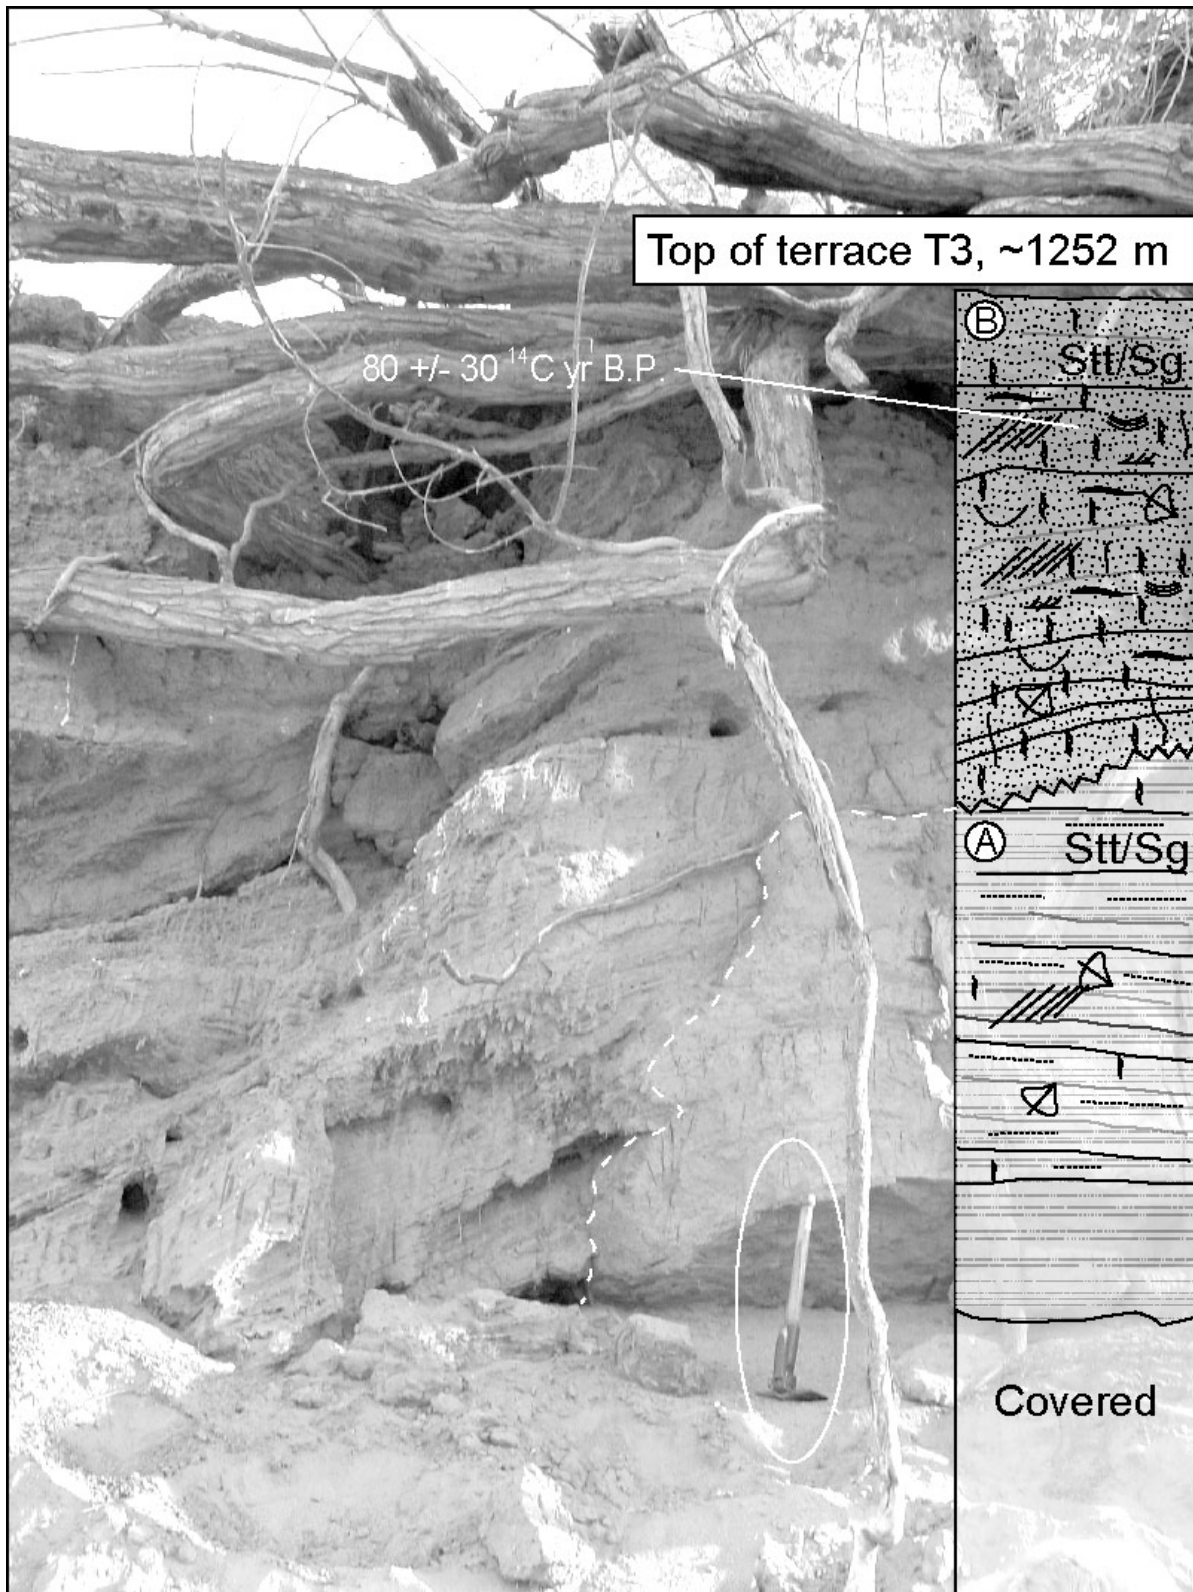 Top of terrace T3, ~1252 m
B
Stt/Sg
80 +/- 30 ¹⁴C yr B.P.
A
Stt/Sg
Covered